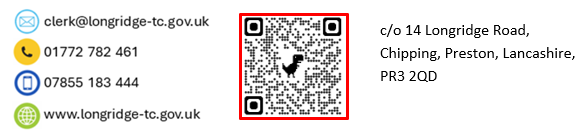 clerk@longridge-tc.gov.uk
01772 782 461
07855 183 444
www.longridge-tc.gov.uk
c/o 14 Longridge Road,
Chipping, Preston, Lancashire,
PR3 2QD